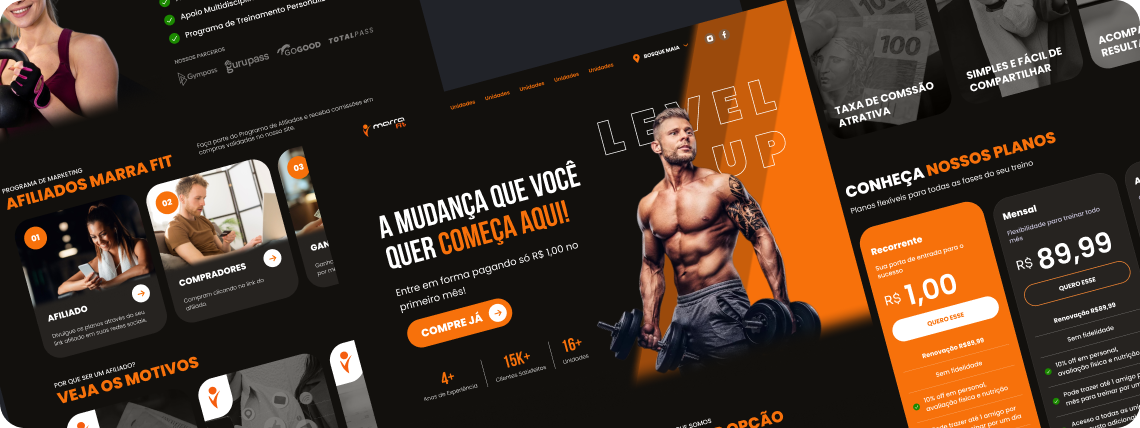 Apoio Multidiscipli
Programa de Treinamento Personaliz
NOSSOS PARCEIROS
Gympass
gurupass
GOGOOD
TOTALPASS
PROGRAMA DE MARKETING
AFILIADOS MARRA FIT
Faça parte do Programa de Afiliados e receba comissões em
compras validadas no nosso site.
01
AFILIADO
Divulgue os planos através do seu
link afiliado em suas redes sociais.
02
COMPRADORES
Compram clicando no link do
afiliado
03
GAN
POR QUE SER UM AFILIADO?
VEJA OS MOTIVOS
marra
FIT
Unidades
Unidades
Unidades
Unidades
Unidades
BOSQUE MAIA
LEVEL
UP
A MUDANÇA QUE VOCÊ
QUER COMEÇA AQUI!
Entre em forma pagando só R$ 1,00 no
primeiro mês!
COMPRE JÁ
4+
Anos de Experiência
15K+
Clientes Satisfeitos
16+
Unidades
QUE SOMOS
OPÇÃO
100
TAXA DE COMSSÃO
ATRATIVA
SIMPLES E FÁCIL DE
COMPARTILHAR
ACOMPA
RESULTA
CONHEÇA NOSSOS PLANOS
Planos flexíveis para todas as fases do seu treino
Recorrente
Sua porta de entrada para o
sucesso
R$ 1,00
QUERO ESSE
Renovação R$89,99
Sem fidelidade
10% off em personal,
avaliação física e nutrição
Pode trazer até 1 amigo por
mês para treinar por um dia
Mensal
Flexibilidade para treinar todo
mês
R$ 89,99
QUERO ESSE
Renovação R$89,99
Sem fidelidade
10% off em personal,
avaliação física e nutrição
Pode trazer até 1 amigo p
mês para treinar por um
Acesso a todas as uni